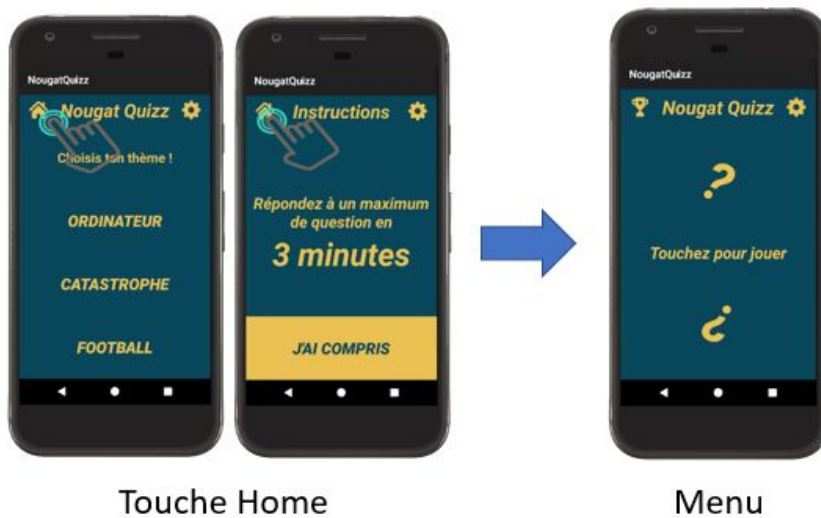 NougatQuizz
Nougat Quizz
Choisis ton thème !
ORDINATEUR
CATASTROPHE
FOOTBALL
NougatQuizz
Instructions
Répondez à un maximum
de question en
3 minutes
J'AI COMPRIS
NougatQuizz
Nougat Quizz
?
Touchez pour jouer
¿
Touche Home
Menu